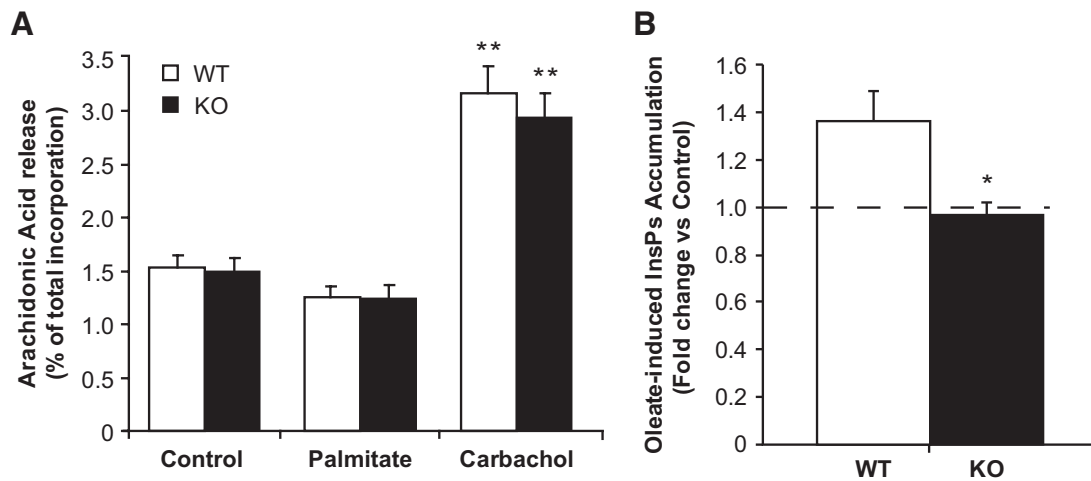 A
Arachidonic Acid release
(% of total incorporation)
3.5
3.0
2.5
2.0
1.5
1.0
0.5
0
WT
KO
**
**
Control
Palmitate
Carbachol
B
Oleate-induced InsPs Accumulation
(Fold change vs Control)
1.6
1.4
1.2
1.0
0.8
0.6
0.4
0.2
0
*
WT
KO